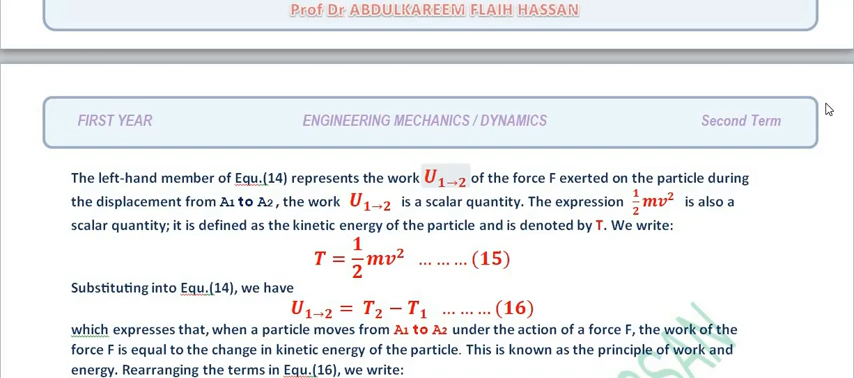 Prof Dr ABDULKAREEM FLAIH HASSAN
FIRST YEAR ENGINEERING MECHANICS / DYNAMICS Second Term
The left-hand member of Equ.(14) represents the work U₁→₂ of the force F exerted on the particle during
the displacement from A₁ to A₂, the work U₁→₂ is a scalar quantity. The expression ½mv² is also a
scalar quantity; it is defined as the kinetic energy of the particle and is denoted by T. We write:
T = ½mv² ... ... ... (15)
Substituting into Equ.(14), we have
U₁→₂ = T₂ − T₁ ... ... ... (16)
which expresses that, when a particle moves from A₁ to A₂ under the action of a force F, the work of the
force F is equal to the change in kinetic energy of the particle. This is known as the principle of work and
energy. Rearranging the terms in Equ.(16), we write: